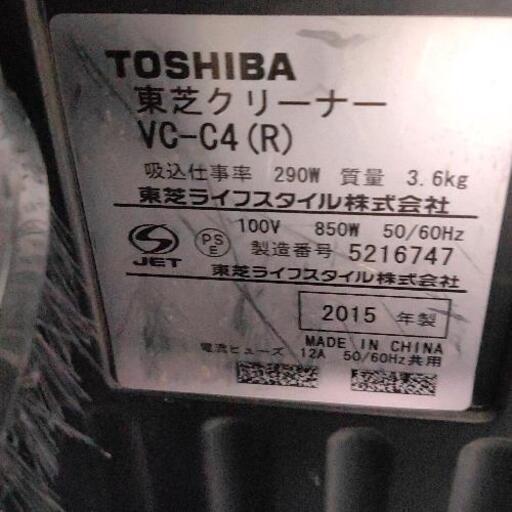 TOSHIBA
東芝クリーナー
VC-C4(R)
吸込仕事率 290W 質量 3.6kg
東芝ライフスタイル株式会社
100V 850W 50/60Hz
製造番号 5216747
JET
PS E
東芝ライフスタイル株式会社
2015 年製
MADE IN CHINA
電流ヒューズ 12A 50/60Hz共用